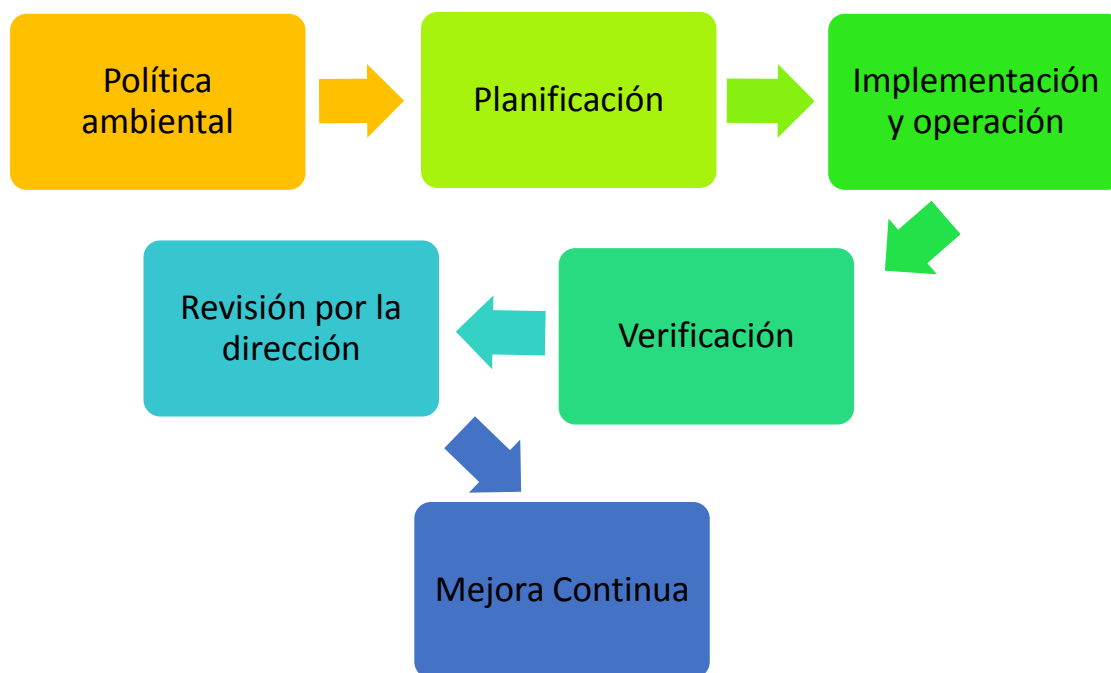 Política
ambiental
Planificación
Implementación
y operación
Verificación
Revisión por la
dirección
Mejora Continua